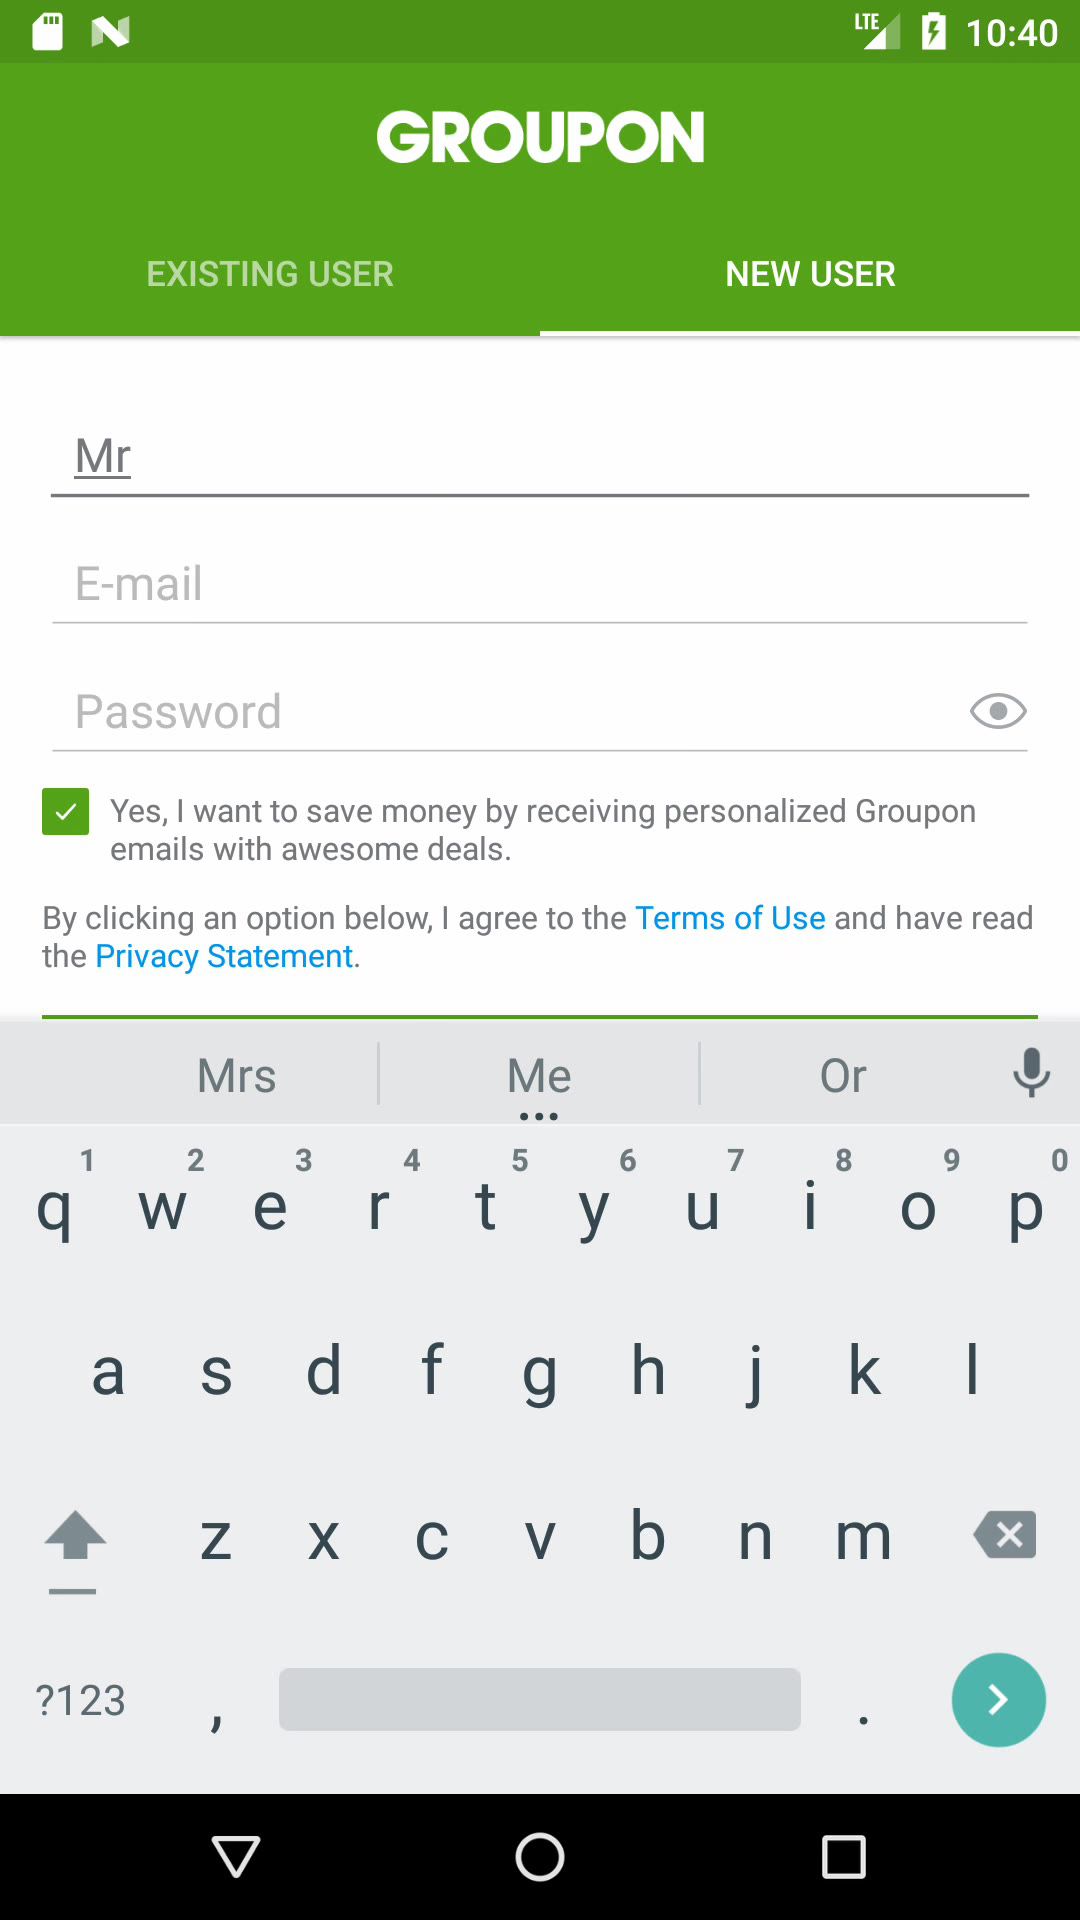 LTE 10:40
GROUPON
EXISTING USER NEW USER
Mr
E-mail
Password
Yes, I want to save money by receiving personalized Groupon
emails with awesome deals.
By clicking an option below, I agree to the Terms of Use and have read
the Privacy Statement.
Mrs Me Or
1 2 3 4 5 6 7 8 9 0
q w e r t y u i o p
a s d f g h j k l
z x c v b n m
?123 , .